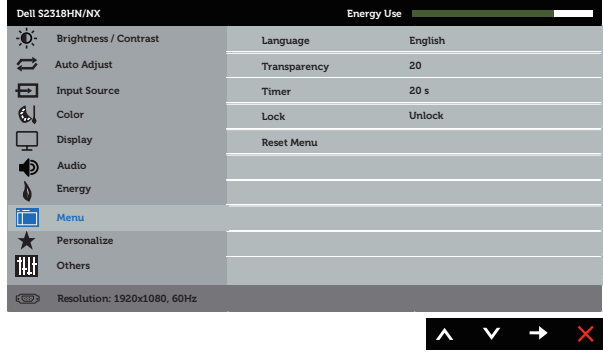 Dell S2318HN/NX Energy Use
Brightness / Contrast
Auto Adjust
Input Source
Color
Display
Audio
Energy
Menu
Personalize
Others
Language English
Transparency 20
Timer 20 s
Lock Unlock
Reset Menu
Resolution: 1920x1080, 60Hz